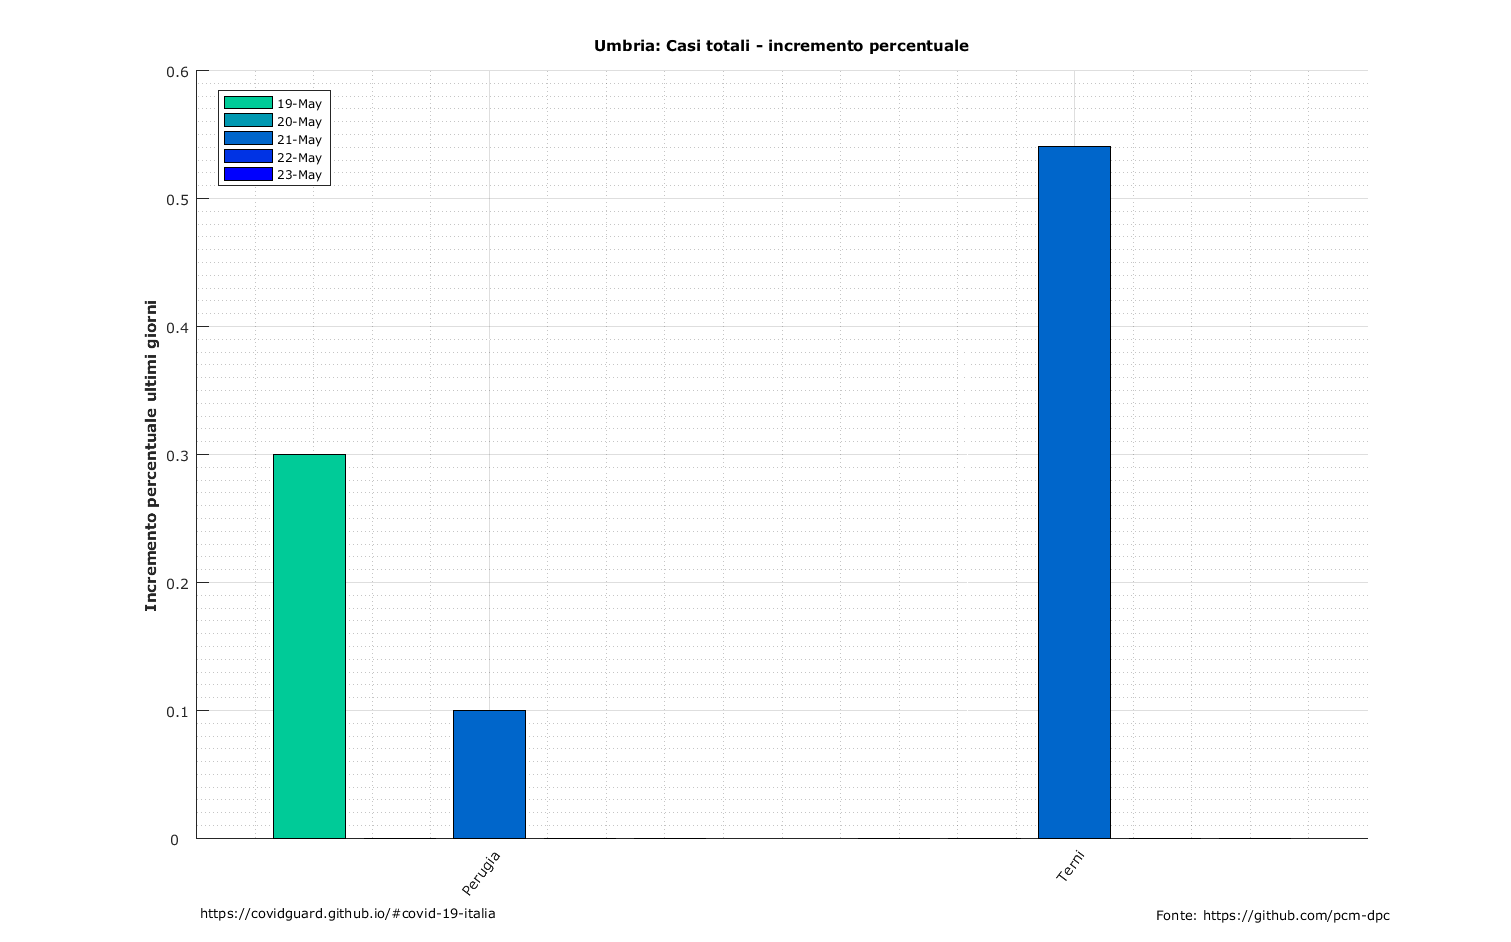 Umbria: Casi totali - incremento percentuale
0.6
0.5
0.4
0.3
0.2
0.1
0
Incremento percentuale ultimi giorni
19-May
20-May
21-May
22-May
23-May
Perugia
Terni
https://covidguard.github.io/#covid-19-italia
Fonte: https://github.com/pcm-dpc